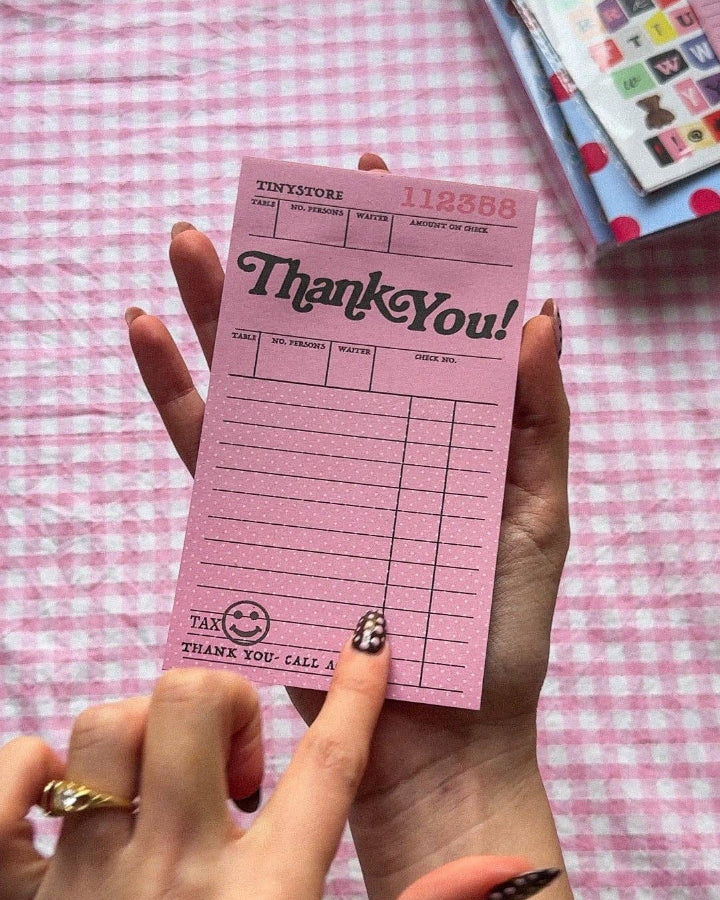 TINYSTORE 112358
TABLE NO. PERSONS WAITER AMOUNT ON CHECK
Thank You!
TABLE NO. PERSONS WAITER CHECK NO.
TAX
THANK YOU- CALL
T U
T T
W W
Y